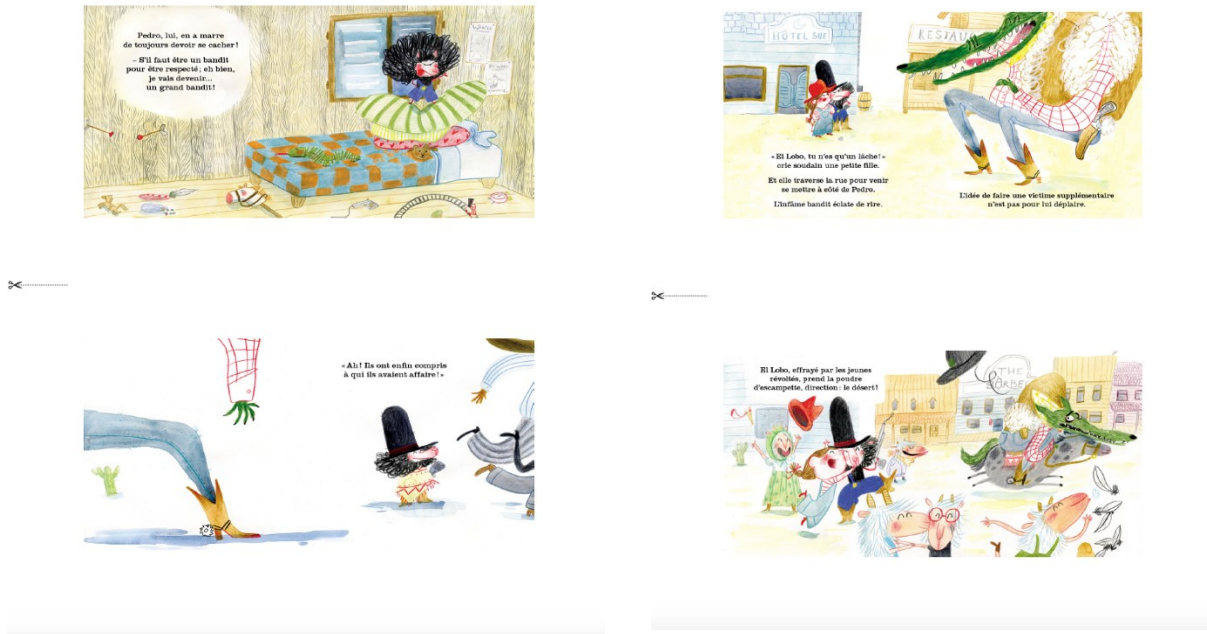 Pedro, lui, en a marre
de toujours devoir se cacher!
– S'il faut être un bandit
pour être respecté; eh bien,
je vais devenir...
un grand bandit!
HÔTEL
RESTAU
« El Lobo, tu n'es qu'un lâche! »
crie soudain une petite fille.
Et elle traverse la rue pour venir
se mettre à côté de Pedro.
L'infâme bandit éclate de rire.
L'idée de faire une victime supplémentaire
n'est pas pour lui déplaire.
« Ah! Ils ont enfin compris
à qui ils avaient affaire! »
El Lobo, effrayé par les jeunes
révoltés, prend la poudre
d'escampette, direction: le désert!
THE
BARBER